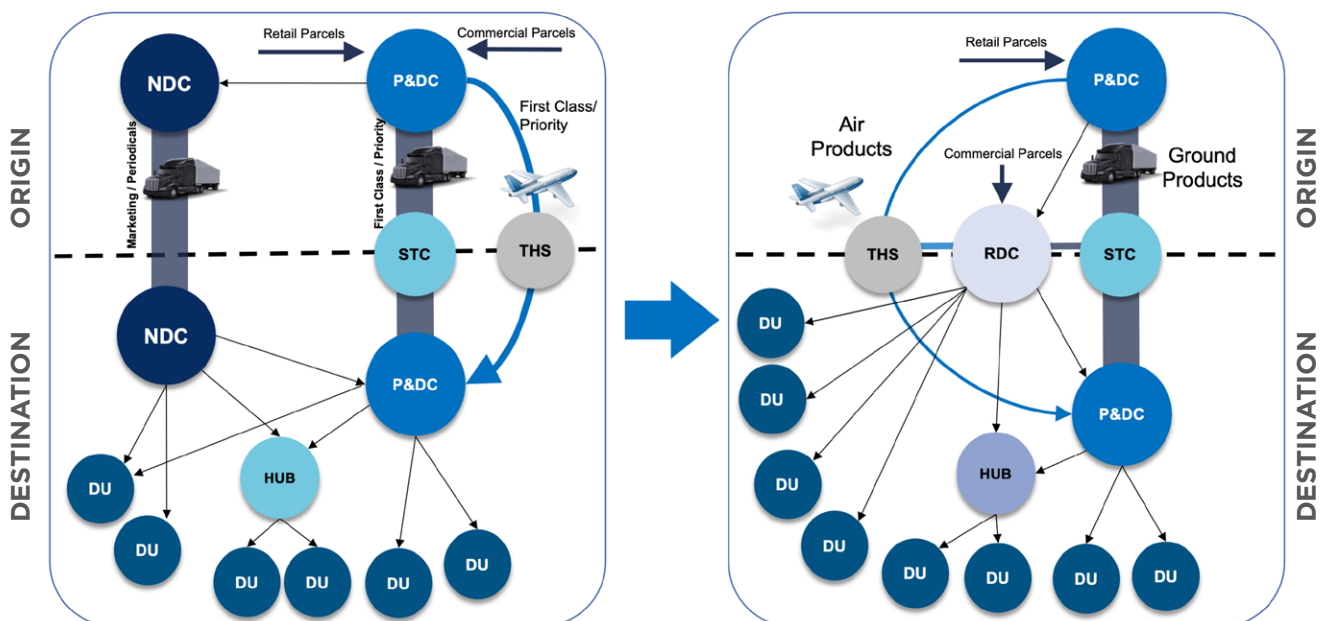 ORIGIN
DESTINATION
Retail Parcels
Commercial Parcels
NDC
P&DC
First Class/
Priority
Marketing / Periodicals
First Class / Priority
STC
THS
NDC
P&DC
HUB
DU
DU
DU
DU
DU
DU
Retail Parcels
P&DC
Air
Products
Commercial Parcels
Ground
Products
THS
RDC
STC
DU
DU
P&DC
DU
HUB
DU
DU
DU
DU
DU
ORIGIN
DESTINATION